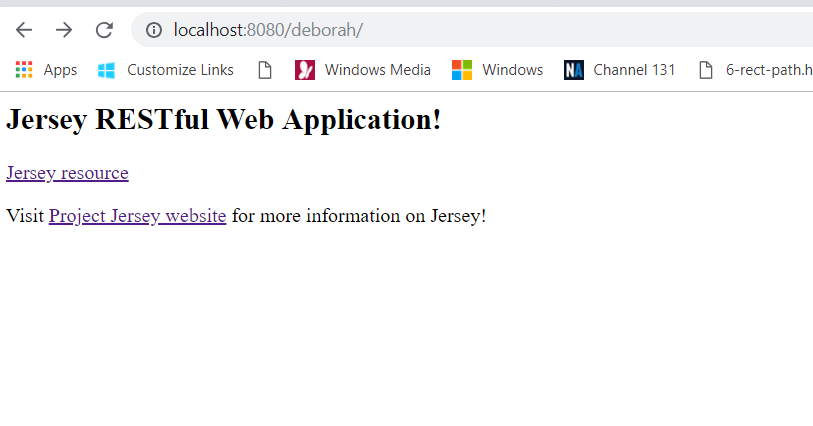 localhost:8080/deborah/
Apps Customize Links Windows Media Windows Channel 131 6-rect-path.h
Jersey RESTful Web Application!
Jersey resource
Visit Project Jersey website for more information on Jersey!